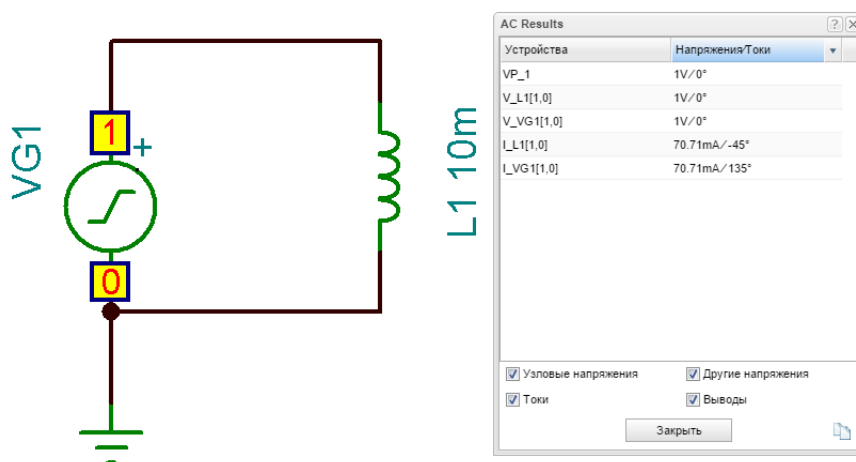 VG1
1
+
0
L1 10m
AC Results
Устройства Напряжения/Токи
VP_1 1V/0°
V_L1[1,0] 1V/0°
V_VG1[1,0] 1V/0°
I_L1[1,0] 70.71mA/-45°
I_VG1[1,0] 70.71mA/135°
Узловые напряжения Другие напряжения
Токи Выводы
Закрыть